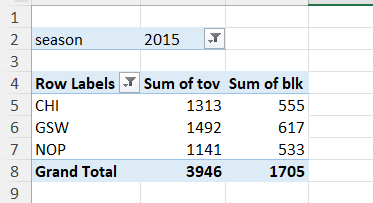 1
2 season 2015
3
4 Row Labels Sum of tov Sum of blk
5 CHI 1313 555
6 GSW 1492 617
7 NOP 1141 533
8 Grand Total 3946 1705
9